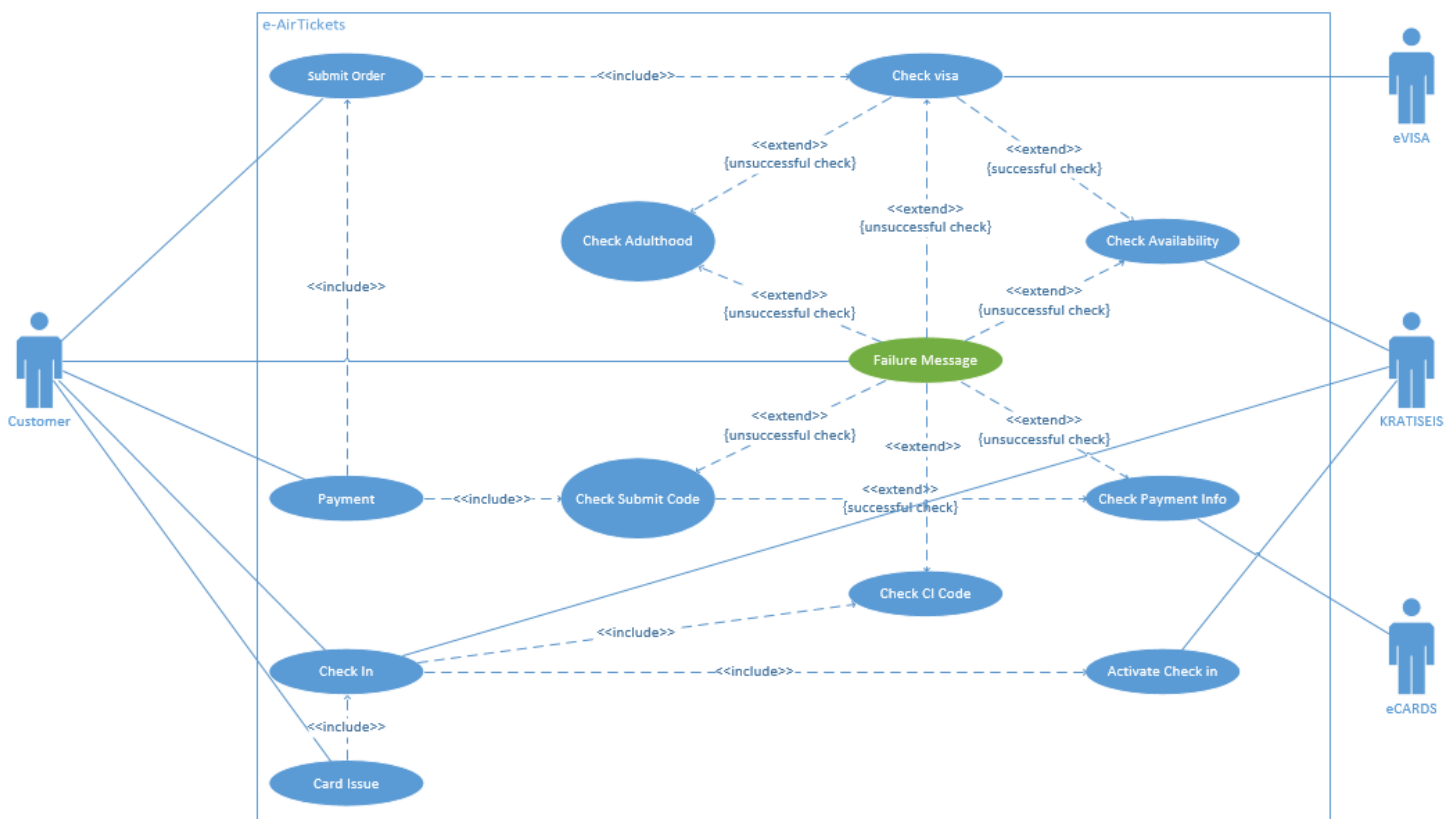 e-AirTickets
Submit Order
<<include>>
Check visa
eVISA
<<extend>>
{unsuccessful check}
<<extend>>
{successful check}
<<extend>>
{unsuccessful check}
Check Adulthood
Check Availability
<<include>>
<<extend>>
{unsuccessful check}
<<extend>>
{unsuccessful check}
Failure Message
Customer
KRATISEIS
<<extend>>
{unsuccessful check}
<<extend>>
<<extend>>
{unsuccessful check}
Payment
<<include>>
Check Submit Code
<<extend>>
{successful check}
Check Payment Info
Check CI Code
<<include>>
Check In
<<include>>
Activate Check in
eCARDS
<<include>>
Card Issue